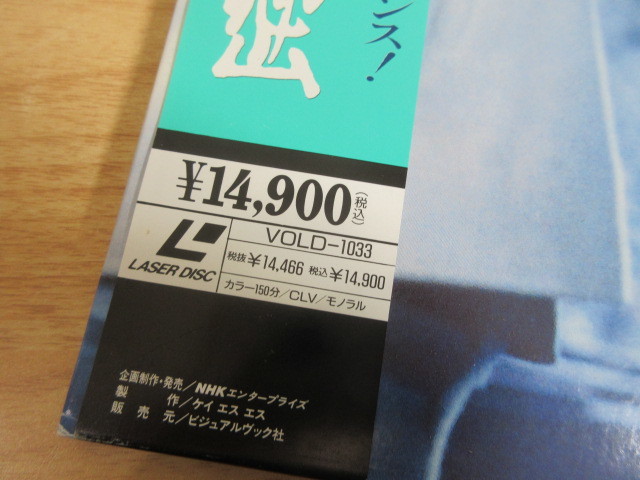 ンス!
¥14,900(税込)
LASER DISC
VOLD-1033
税抜¥14,466 税込¥14,900
カラー150分/CLV/モノラル
企画制作・発売/NHKエンタープライズ
製 作/ケイ エス エス
販 売 元/ビジュアルヴック社